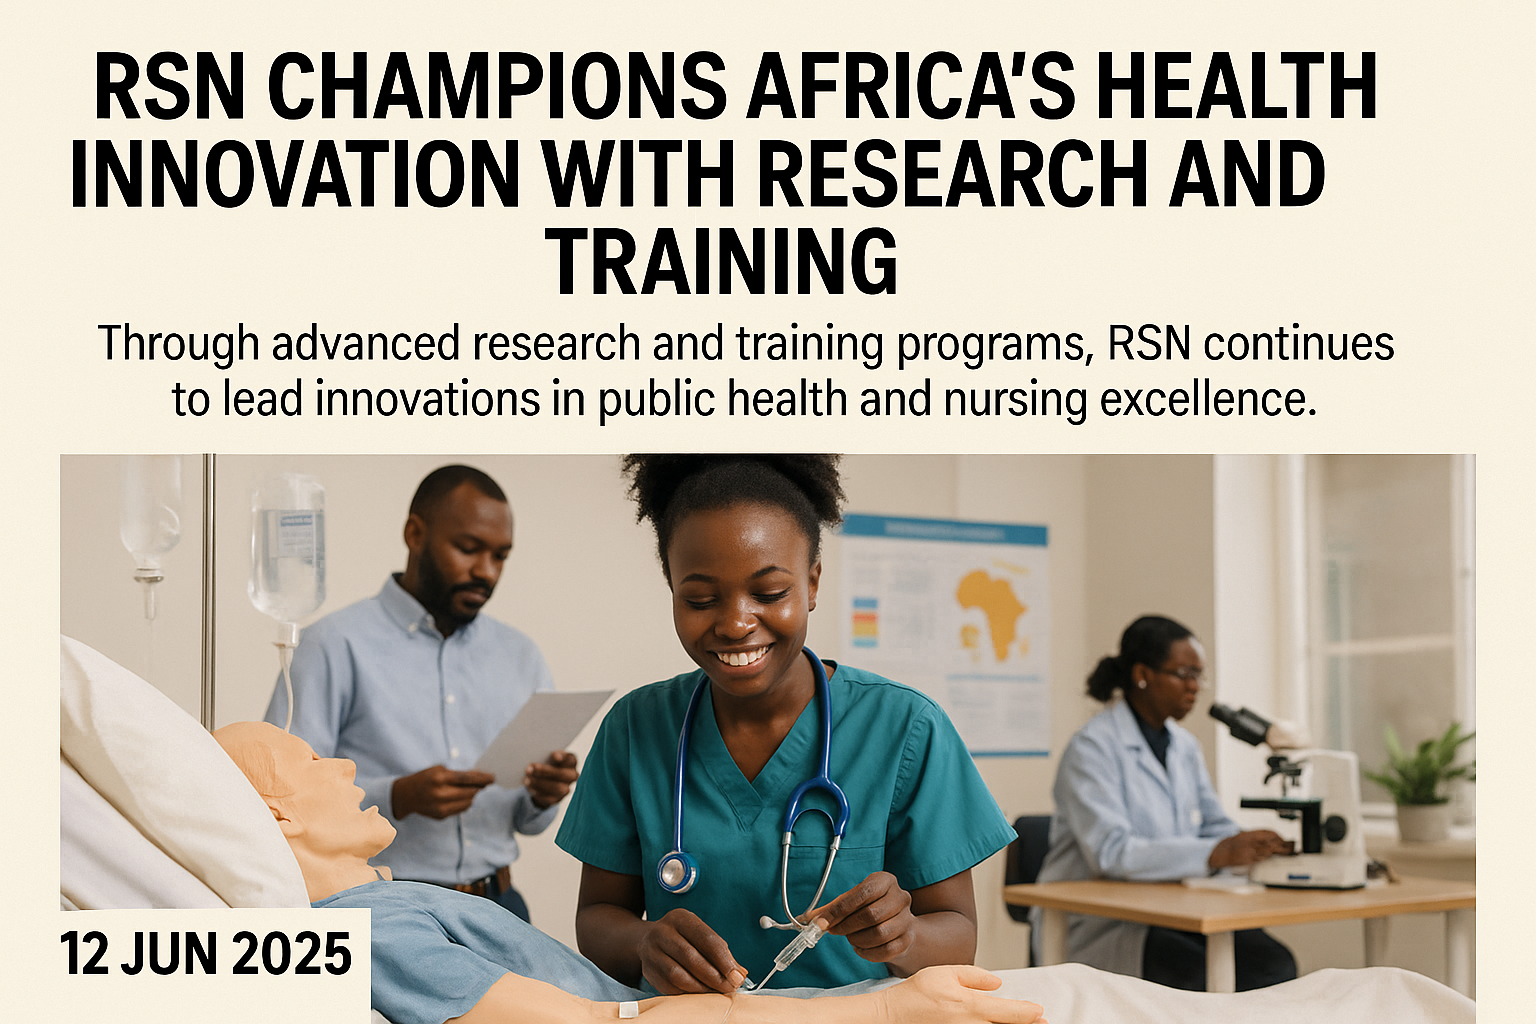 RSN CHAMPIONS AFRICA'S HEALTH
INNOVATION WITH RESEARCH AND
TRAINING
Through advanced research and training programs, RSN continues
to lead innovations in public health and nursing excellence.
12 JUN 2025